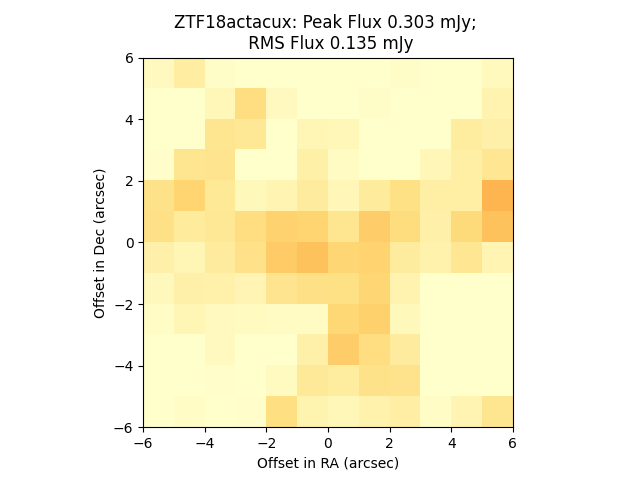 ZTF18actacux: Peak Flux 0.303 mJy;
RMS Flux 0.135 mJy
6
4
2
0
−2
−4
−6
Offset in Dec (arcsec)
−6 −4 −2 0 2 4 6
Offset in RA (arcsec)